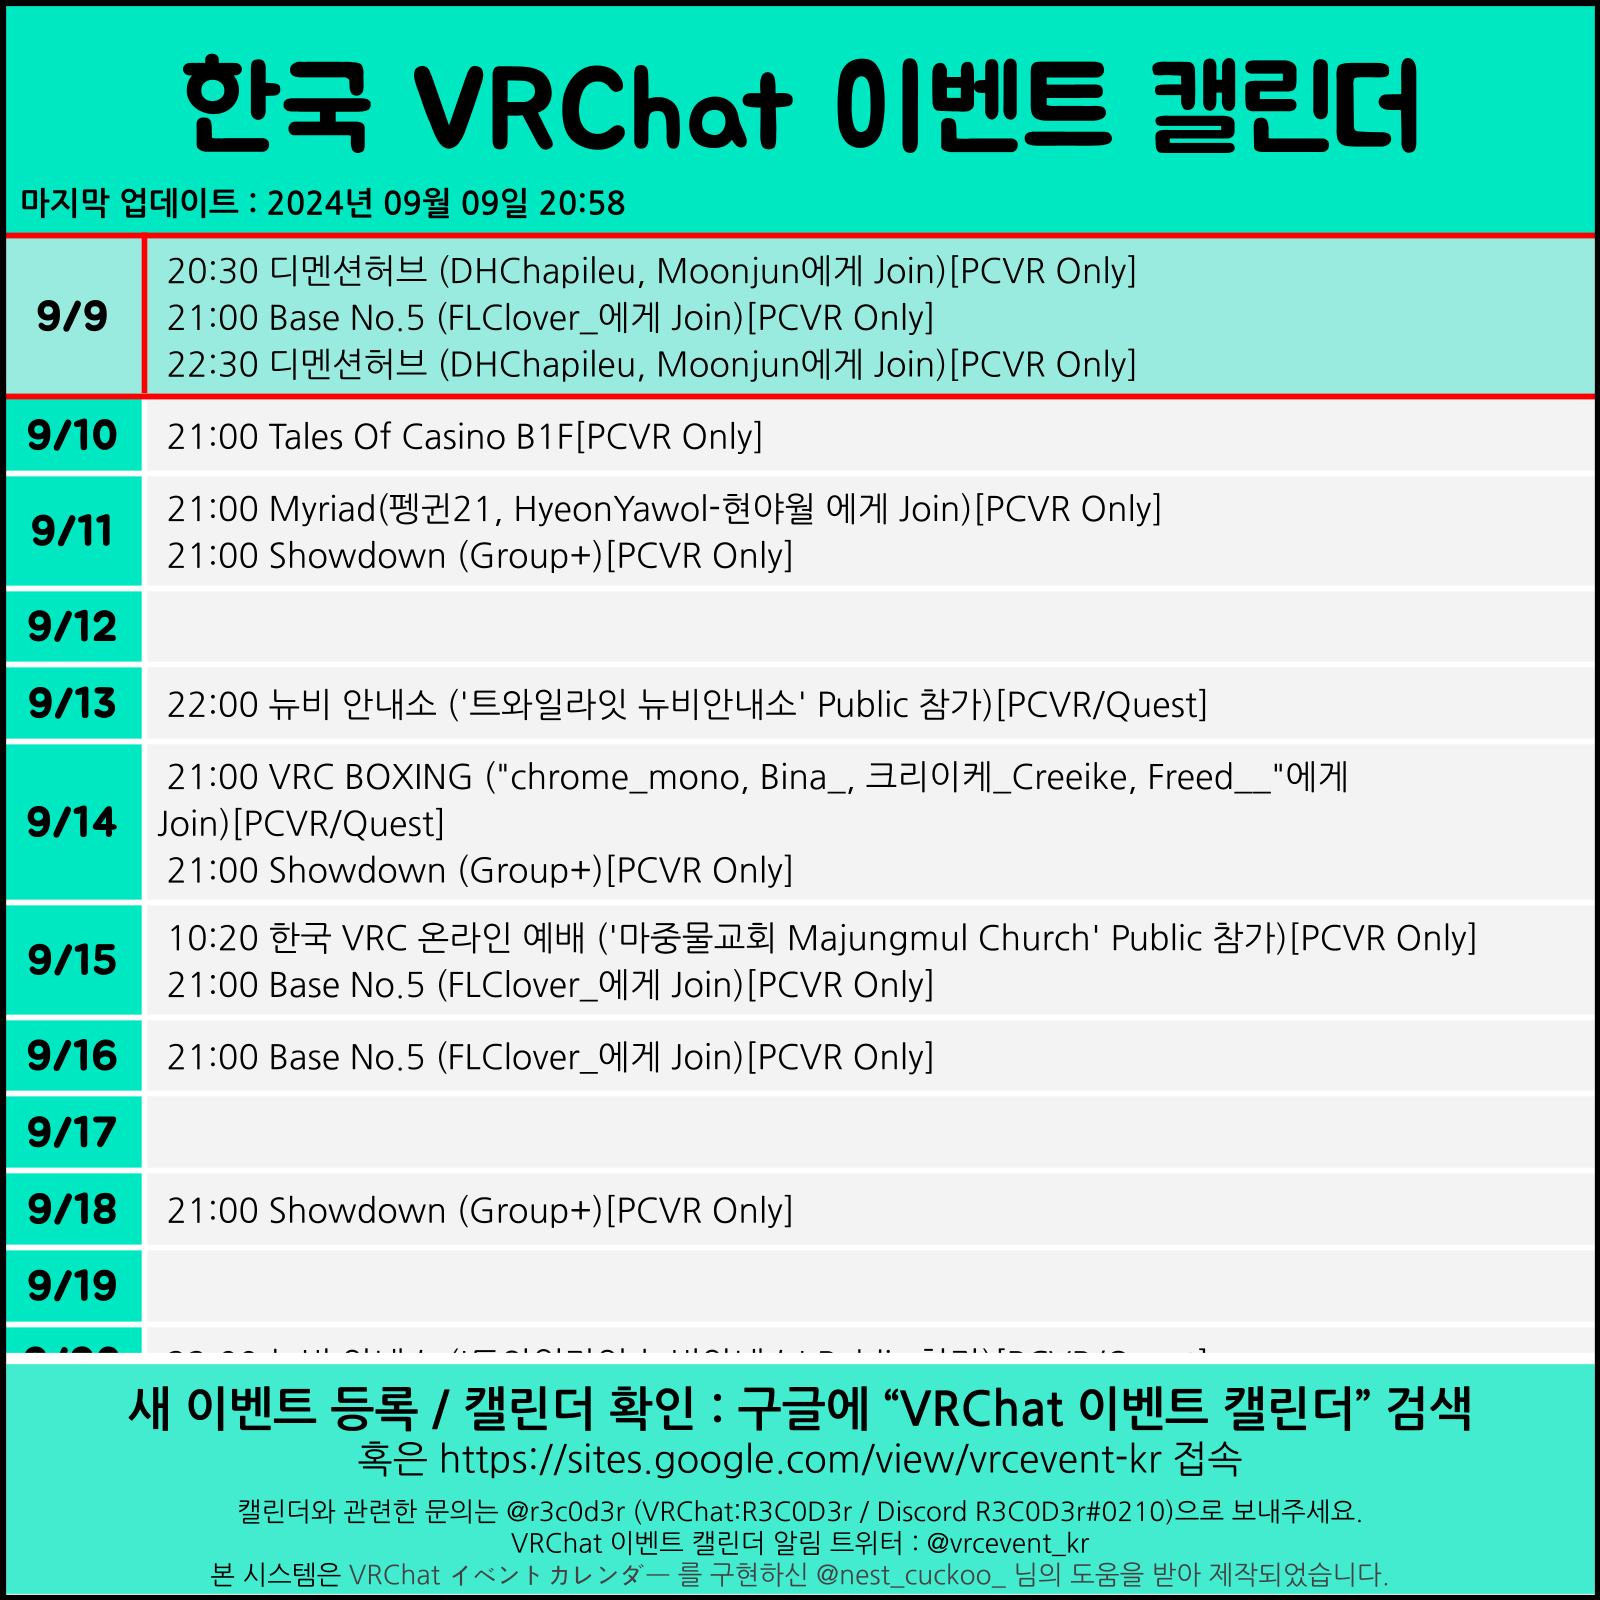 한국 VRChat 이벤트 캘린더
마지막 업데이트 : 2024년 09월 09일 20:58
9/9
20:30 디멘션허브 (DHChapileu, Moonjun에게 Join)[PCVR Only]
21:00 Base No.5 (FLClover_에게 Join)[PCVR Only]
22:30 디멘션허브 (DHChapileu, Moonjun에게 Join)[PCVR Only]
9/10
21:00 Tales Of Casino B1F[PCVR Only]
9/11
21:00 Myriad(펭귄21, HyeonYawol-현야월 에게 Join)[PCVR Only]
21:00 Showdown (Group+)[PCVR Only]
9/12
9/13
22:00 뉴비 안내소 ('트와일라잇 뉴비안내소' Public 참가)[PCVR/Quest]
9/14
21:00 VRC BOXING ("chrome_mono, Bina_, 크리이케_Creeike, Freed__"에게
Join)[PCVR/Quest]
21:00 Showdown (Group+)[PCVR Only]
9/15
10:20 한국 VRC 온라인 예배 ('마중물교회 Majungmul Church' Public 참가)[PCVR Only]
21:00 Base No.5 (FLClover_에게 Join)[PCVR Only]
9/16
21:00 Base No.5 (FLClover_에게 Join)[PCVR Only]
9/17
9/18
21:00 Showdown (Group+)[PCVR Only]
9/19
새 이벤트 등록 / 캘린더 확인 : 구글에 “VRChat 이벤트 캘린더” 검색
혹은 https://sites.google.com/view/vrcevent-kr 접속
캘린더와 관련한 문의는 @r3c0d3r (VRChat:R3C0D3r / Discord R3C0D3r#0210)으로 보내주세요.
VRChat 이벤트 캘린더 알림 트위터 : @vrcevent_kr
본 시스템은 VRChat イベントカレンダー 를 구현하신 @nest_cuckoo_ 님의 도움을 받아 제작되었습니다.